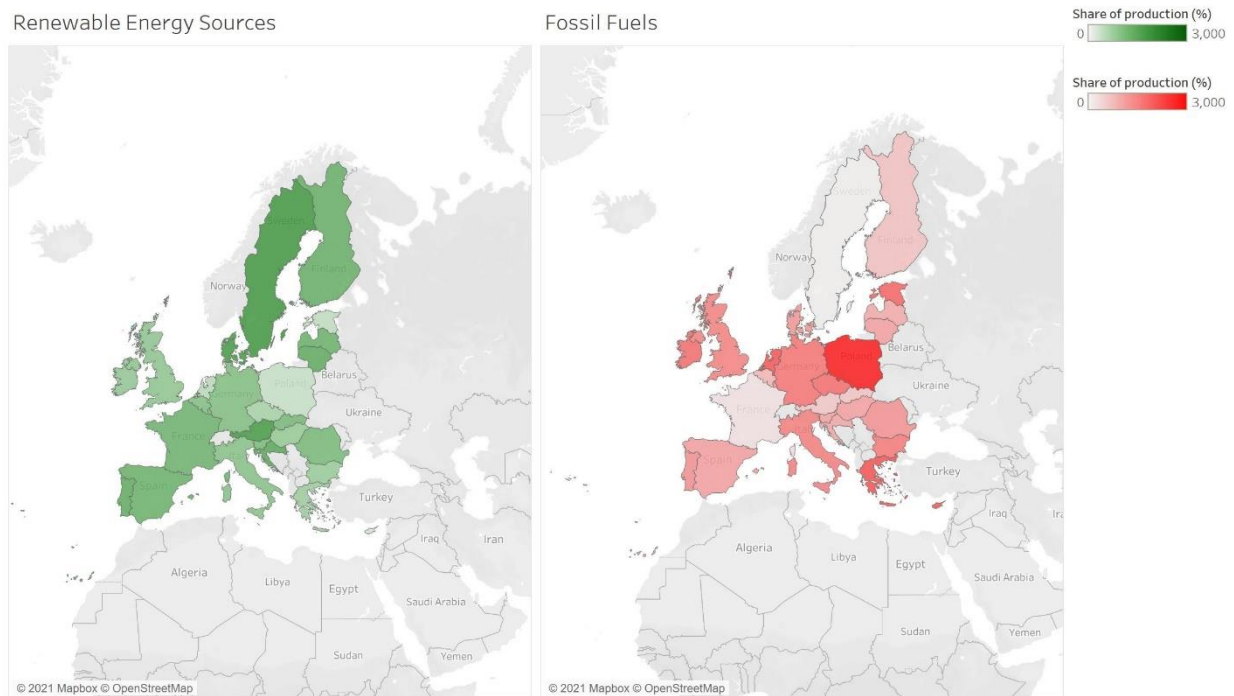 Renewable Energy Sources
Sweden
Finland
Norway
Belarus
Poland
Germany
Ukraine
France
Spain
Turkey
Iraq
Iran
Algeria
Libya
Egypt
Saudi Arabia
Sudan
Yemen
© 2021 Mapbox © OpenStreetMap
Fossil Fuels
Sweden
Finland
Norway
Belarus
Poland
Germany
Ukraine
France
Italy
Spain
Turkey
Iraq
Algeria
Libya
Egypt
Saudi Arabia
Sudan
Yemen
© 2021 Mapbox © OpenStreetMap
Share of production (%)
0 3,000
Share of production (%)
0 3,000